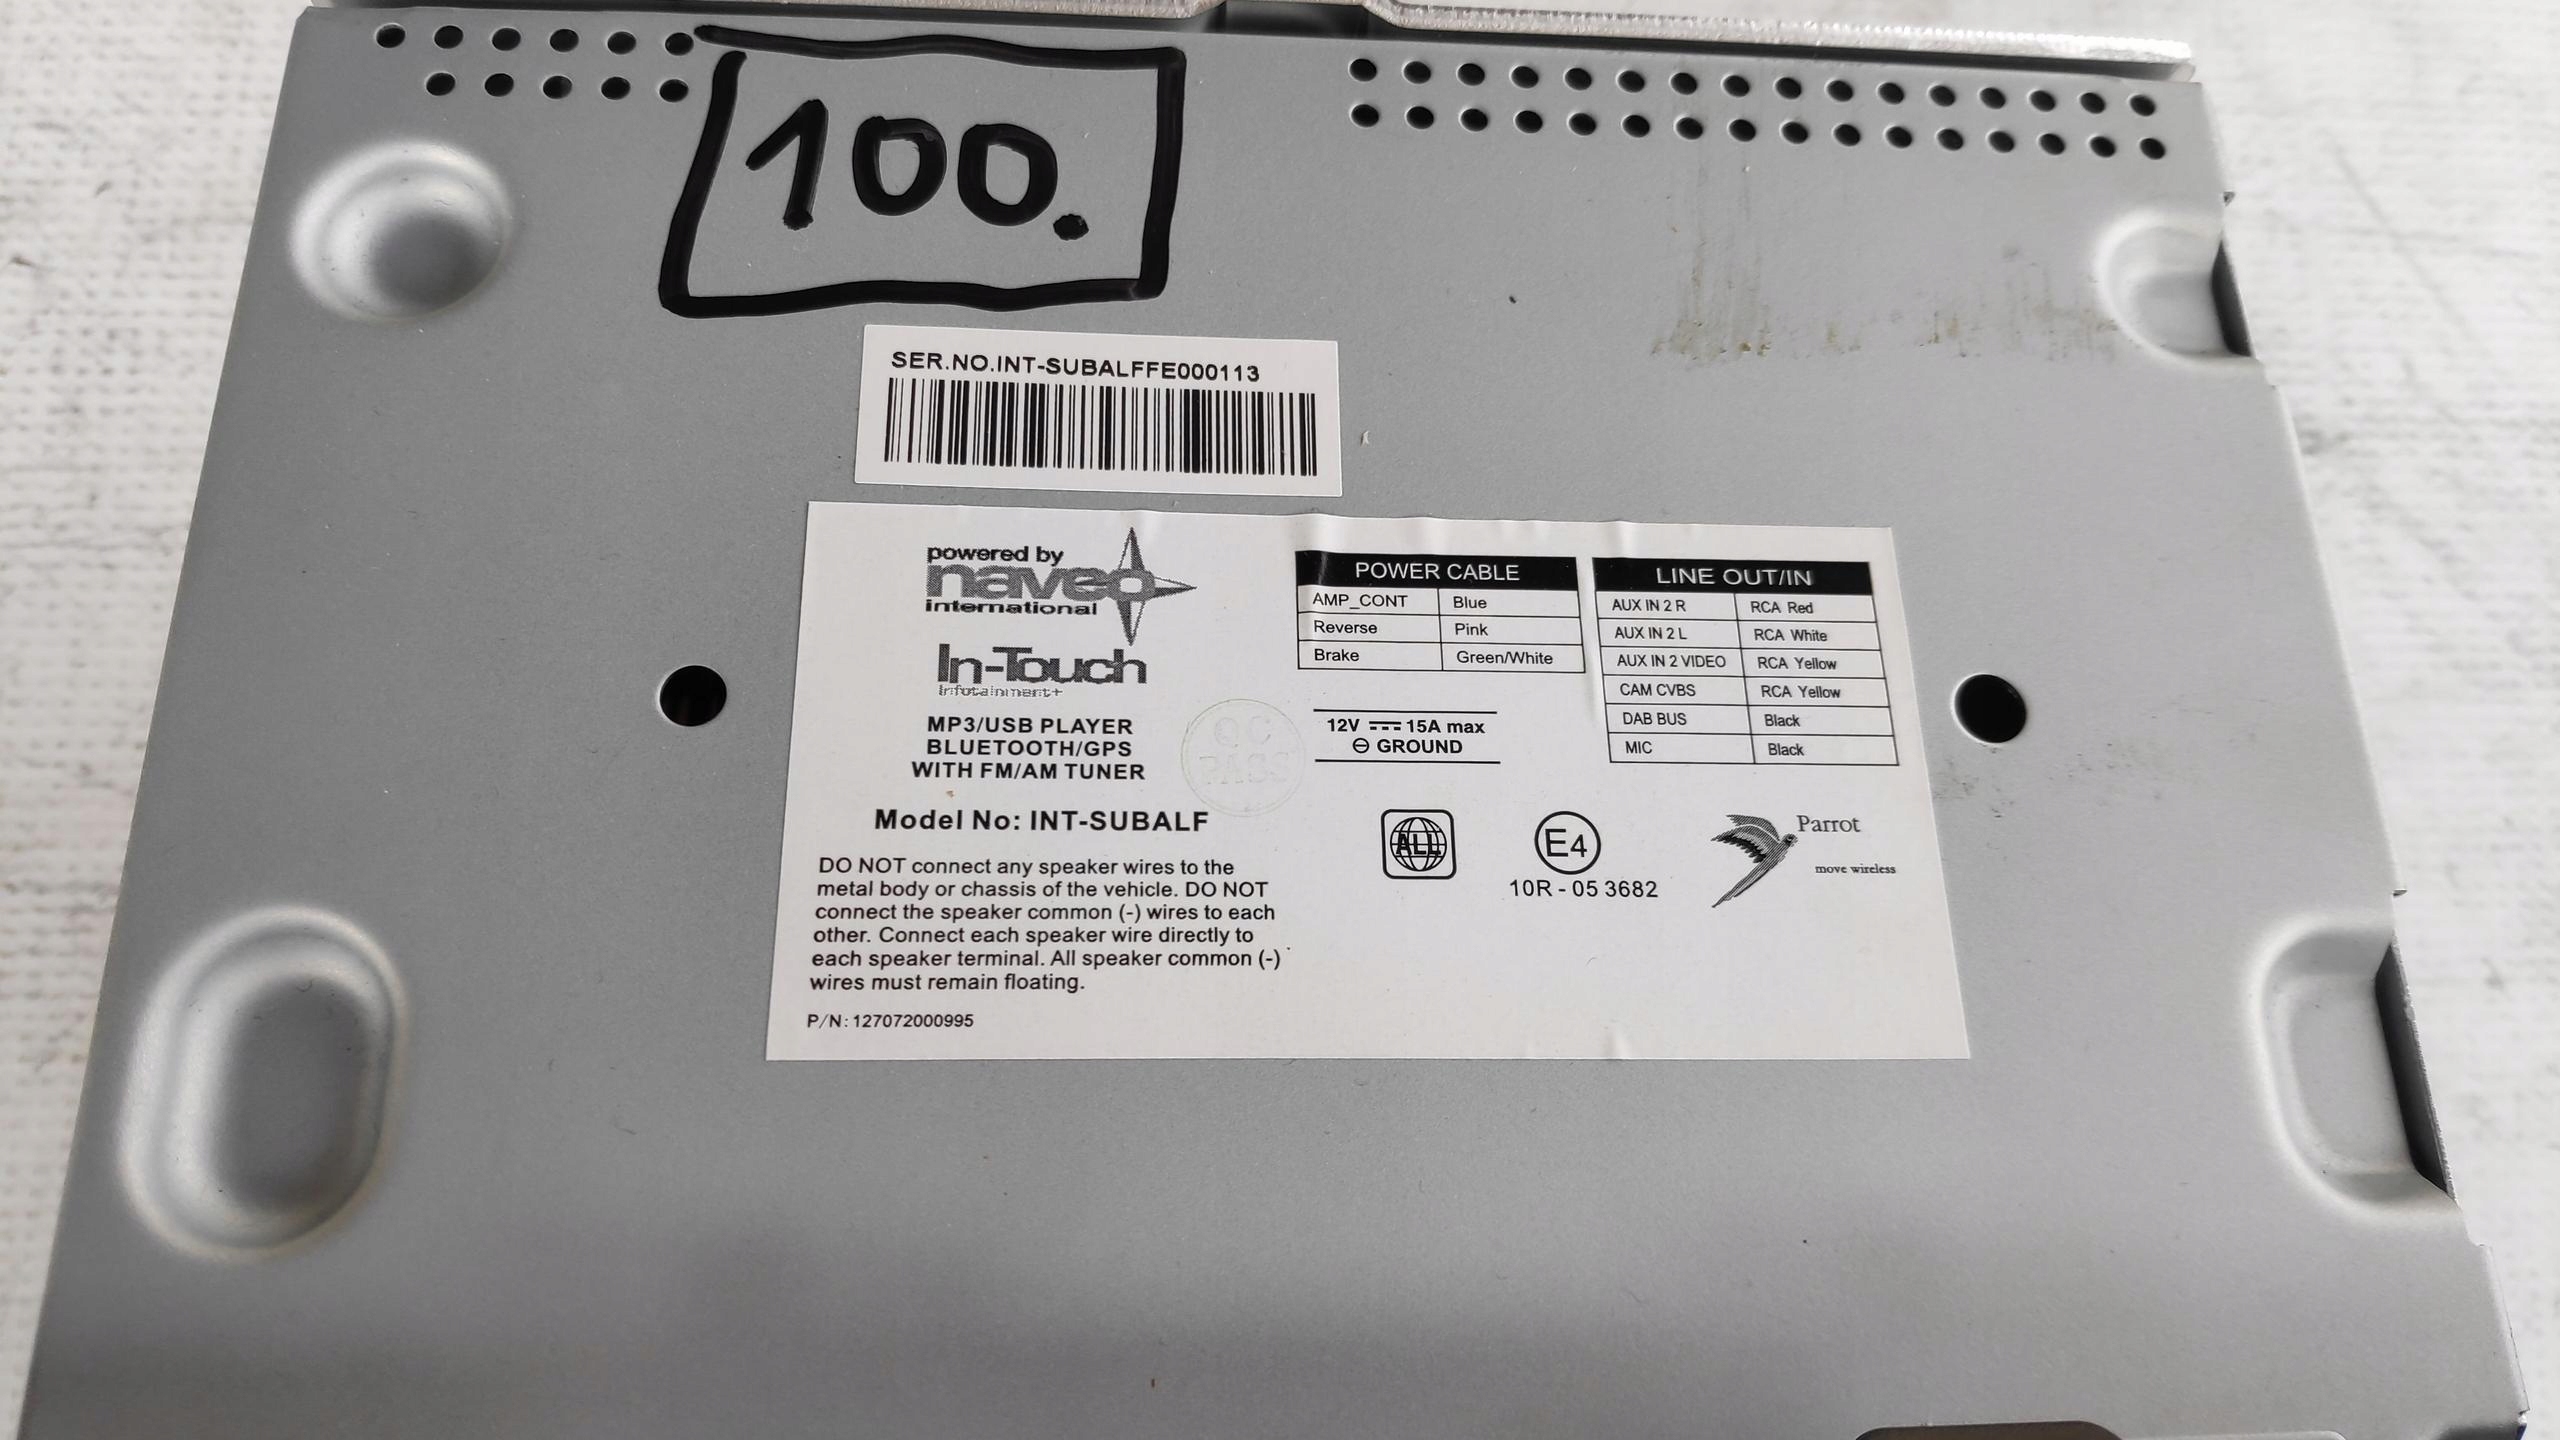 100.
SER.NO.INT-SUBALFFE000113
powered by
naveo
international
In-Touch
Infotainment+
MP3/USB PLAYER
BLUETOOTH/GPS
WITH FM/AM TUNER
QC
PASS
Model No: INT-SUBALF
DO NOT connect any speaker wires to the
metal body or chassis of the vehicle. DO NOT
connect the speaker common (-) wires to each
other. Connect each speaker wire directly to
each speaker terminal. All speaker common (-)
wires must remain floating.
P/N: 127072000995
POWER CABLE
AMP_CONT Blue
Reverse Pink
Brake Green/White
12V 15A max
⊖ GROUND
LINE OUT/IN
AUX IN 2 R RCA Red
AUX IN 2 L RCA White
AUX IN 2 VIDEO RCA Yellow
CAM CVBS RCA Yellow
DAB BUS Black
MIC Black
ALL
E4
10R - 05 3682
Parrot
move wireless